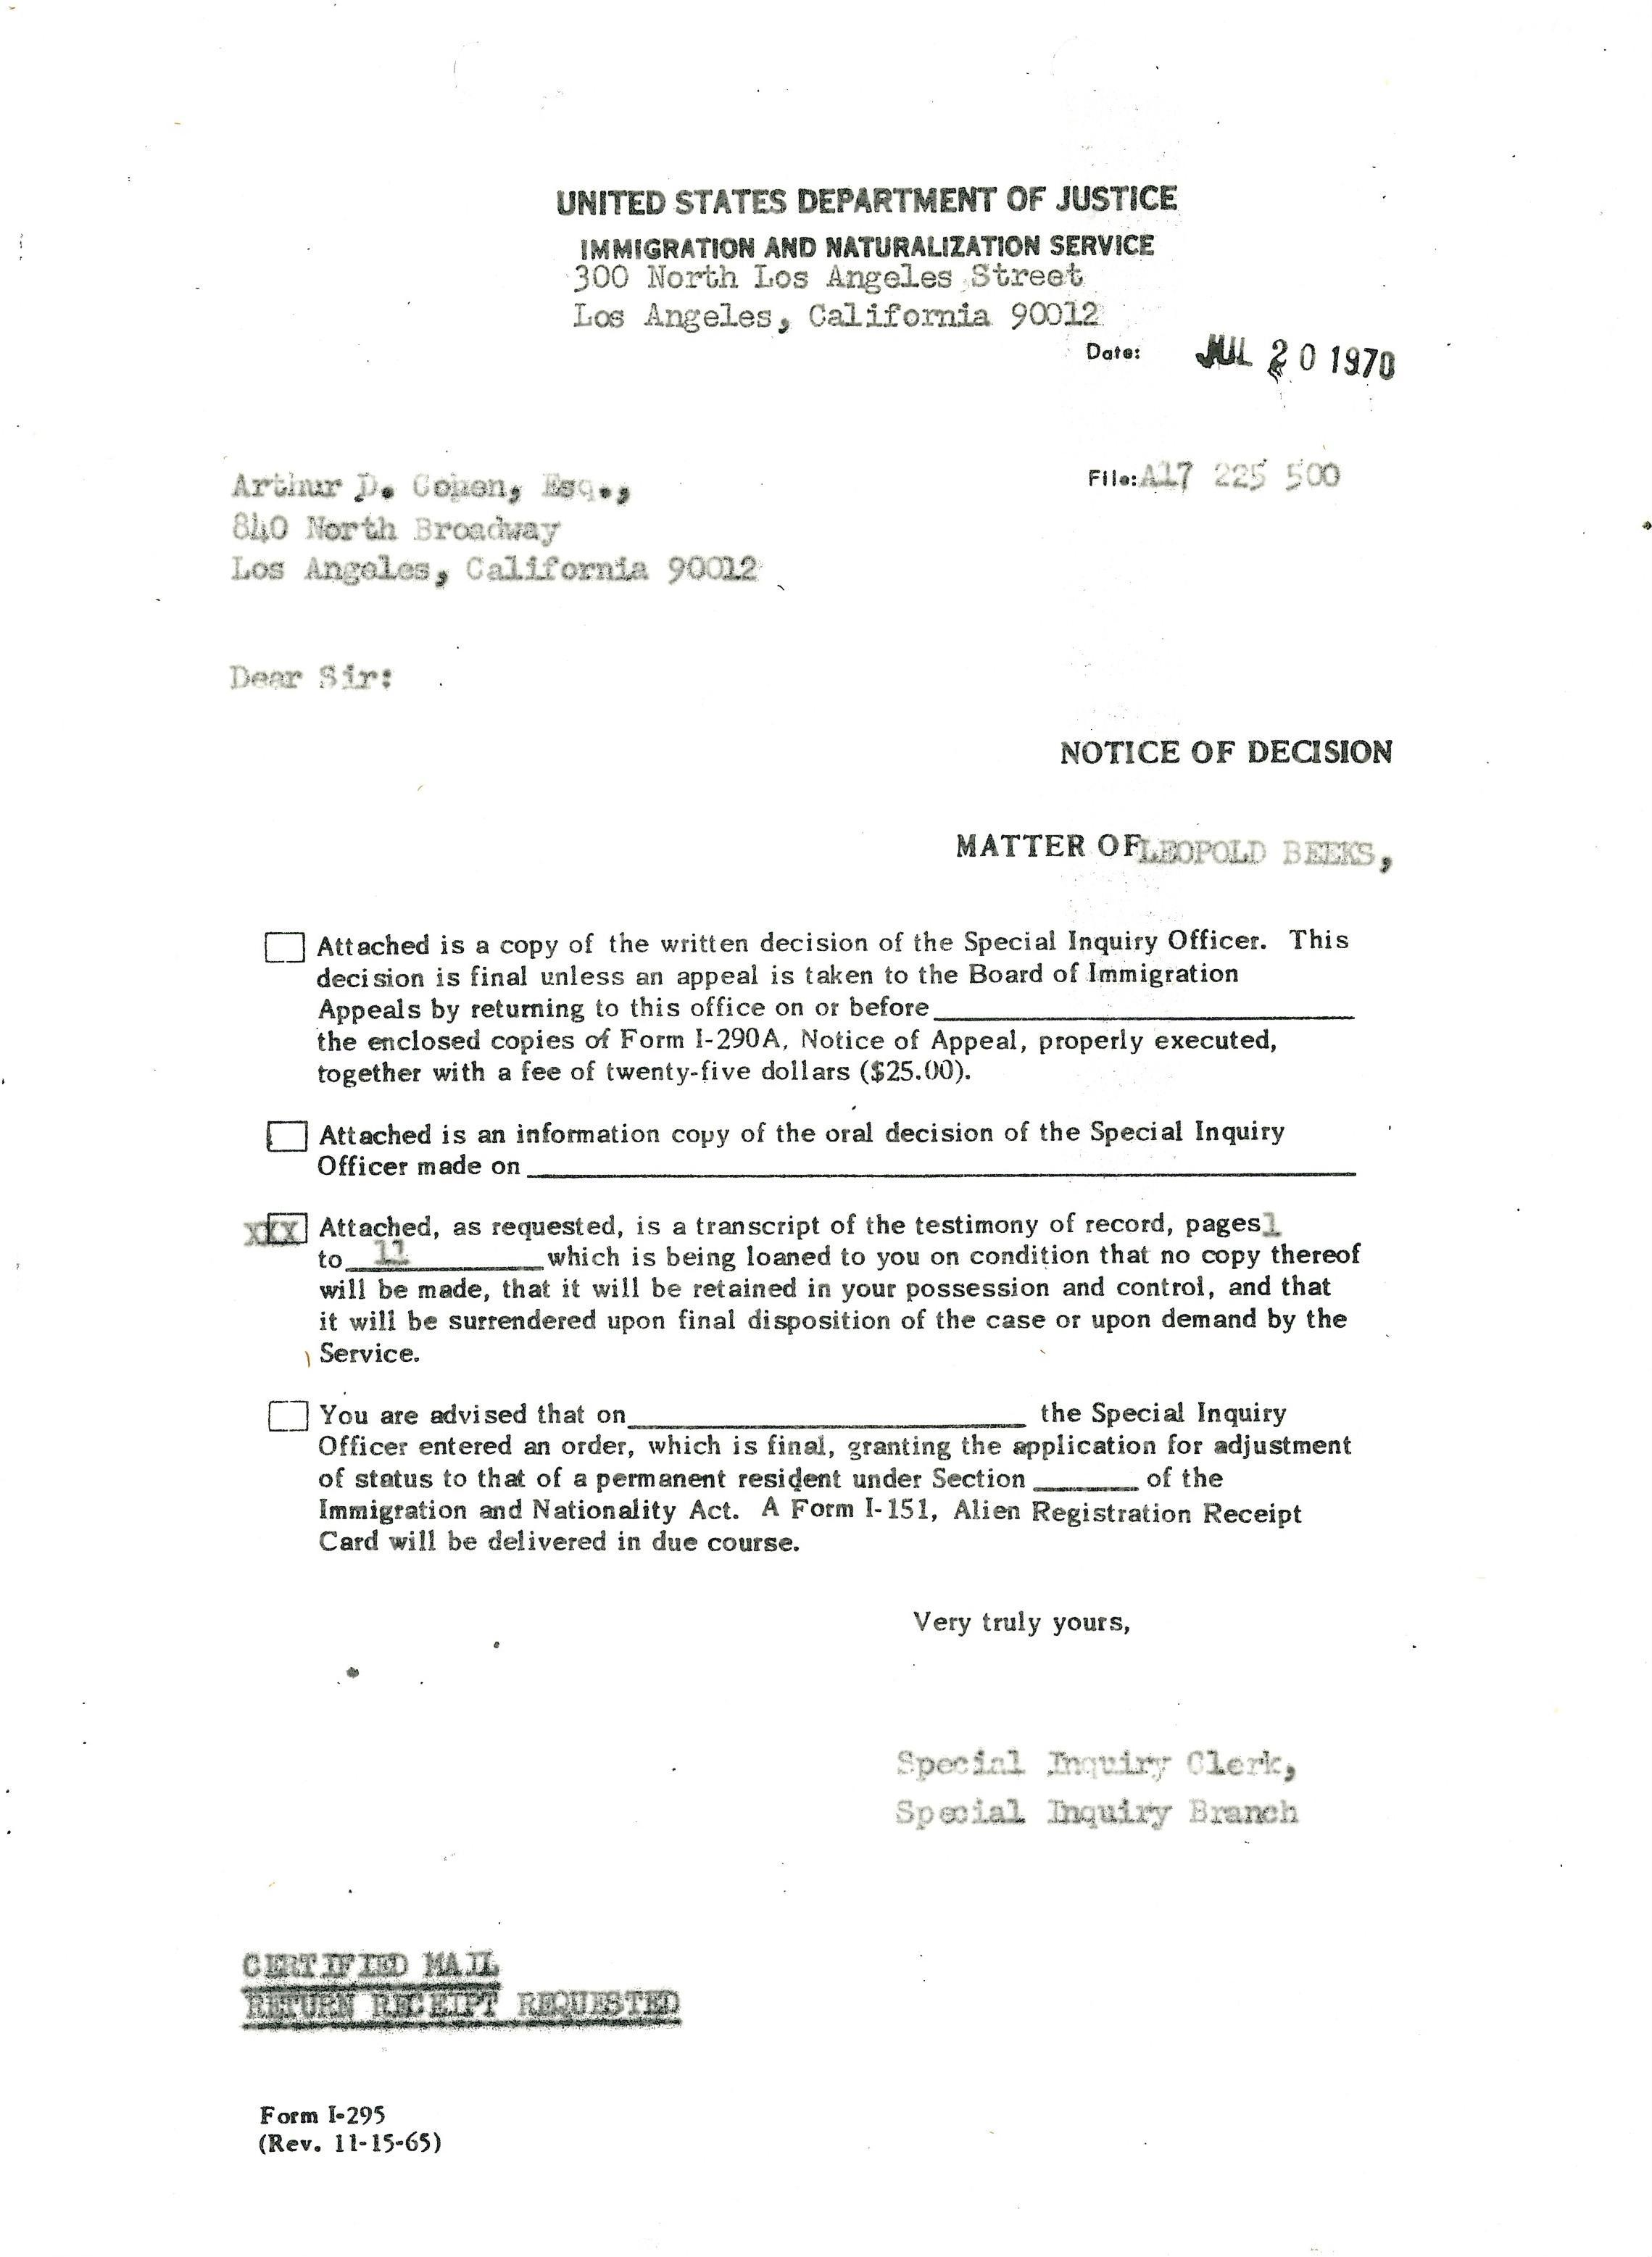 UNITED STATES DEPARTMENT OF JUSTICE
IMMIGRATION AND NATURALIZATION SERVICE
300 North Los Angeles Street
Los Angeles, California 90012
Date: JUL 20 1970
Arthur D. Cohen, Esq.,
File: A17 225 500
840 North Broadway
Los Angeles, California 90012
Dear Sir:
NOTICE OF DECISION
MATTER OF LEOPOLD BEEKS,
Attached is a copy of the written decision of the Special Inquiry Officer. This
decision is final unless an appeal is taken to the Board of Immigration
Appeals by returning to this office on or before
the enclosed copies of Form I-290A, Notice of Appeal, properly executed,
together with a fee of twenty-five dollars ($25.00).
Attached is an information copy of the oral decision of the Special Inquiry
Officer made on
XXX Attached, as requested, is a transcript of the testimony of record, pages 1
to 11 which is being loaned to you on condition that no copy thereof
will be made, that it will be retained in your possession and control, and that
it will be surrendered upon final disposition of the case or upon demand by the
Service.
You are advised that on the Special Inquiry
Officer entered an order, which is final, granting the application for adjustment
of status to that of a permanent resident under Section of the
Immigration and Nationality Act. A Form I-151, Alien Registration Receipt
Card will be delivered in due course.
Very truly yours,
Special Inquiry Clerk,
Special Inquiry Branch
CERTIFIED MAIL
RETURN RECEIPT REQUESTED
Form I-295
(Rev. 11-15-65)